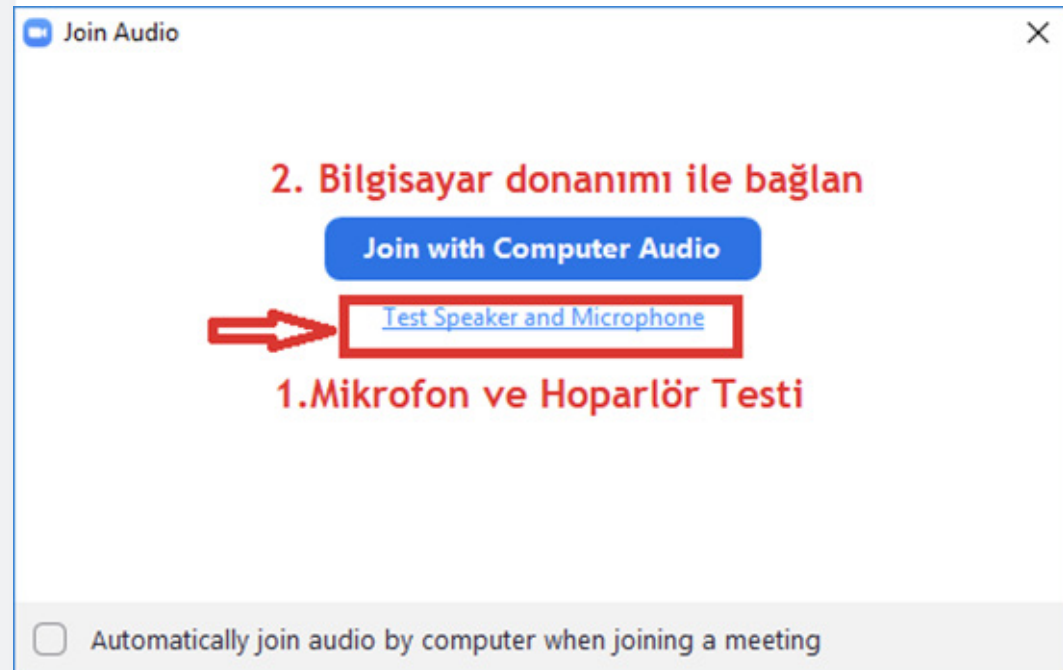 Join Audio
2. Bilgisayar donanımı ile bağlan
Join with Computer Audio
Test Speaker and Microphone
1.Mikrofon ve Hoparlör Testi
Automatically join audio by computer when joining a meeting